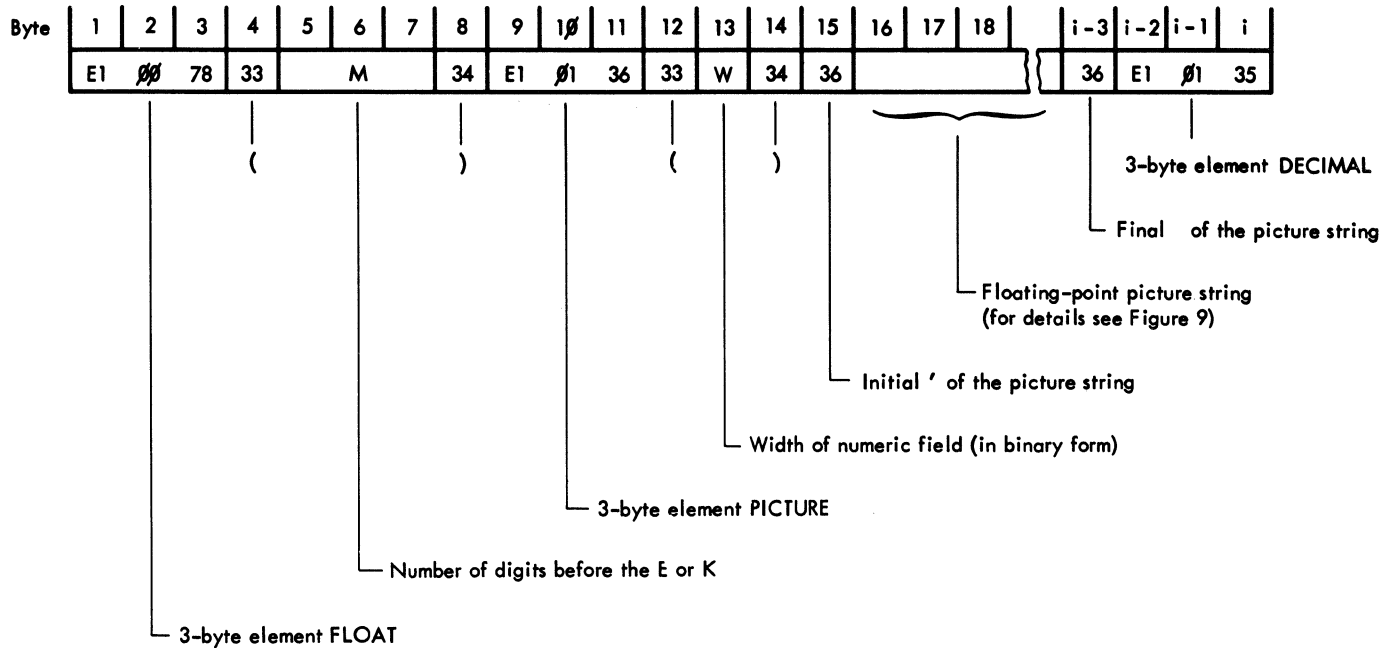 Byte 1 2 3 4 5 6 7 8 9 1Ø 11 12 13 14 15 16 17 18 i-3 i-2 i-1 i
E1 ØØ 78 33 M 34 E1 Ø1 36 33 W 34 36 36 E1 Ø1 35
( ) ( )
3-byte element DECIMAL
Final of the picture string
Floating-point picture string
(for details see Figure 9)
Initial ' of the picture string
Width of numeric field (in binary form)
3-byte element PICTURE
Number of digits before the E or K
3-byte element FLOAT